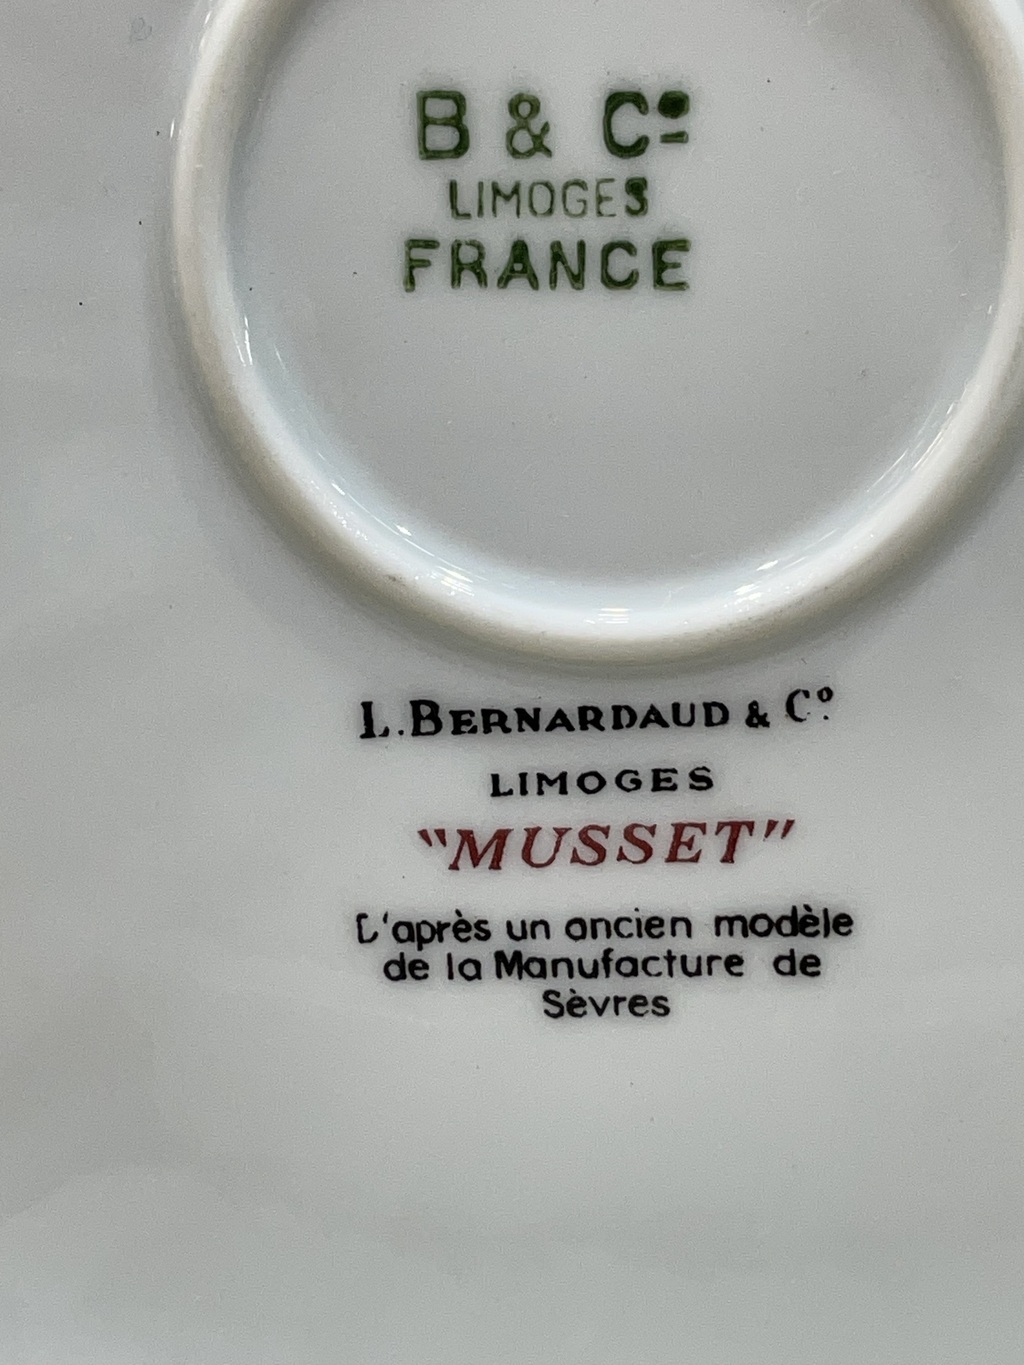 B & Cº
LIMOGES
FRANCE
L. BERNARDAUD & Cº
LIMOGES
"MUSSET"
D'après un ancien modèle
de la Manufacture de
Sèvres